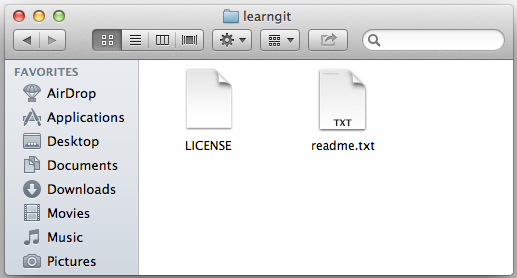 learngit
FAVORITES
AirDrop
Applications
Desktop
Documents
Downloads
Movies
Music
Pictures
TXT
LICENSE
readme.txt